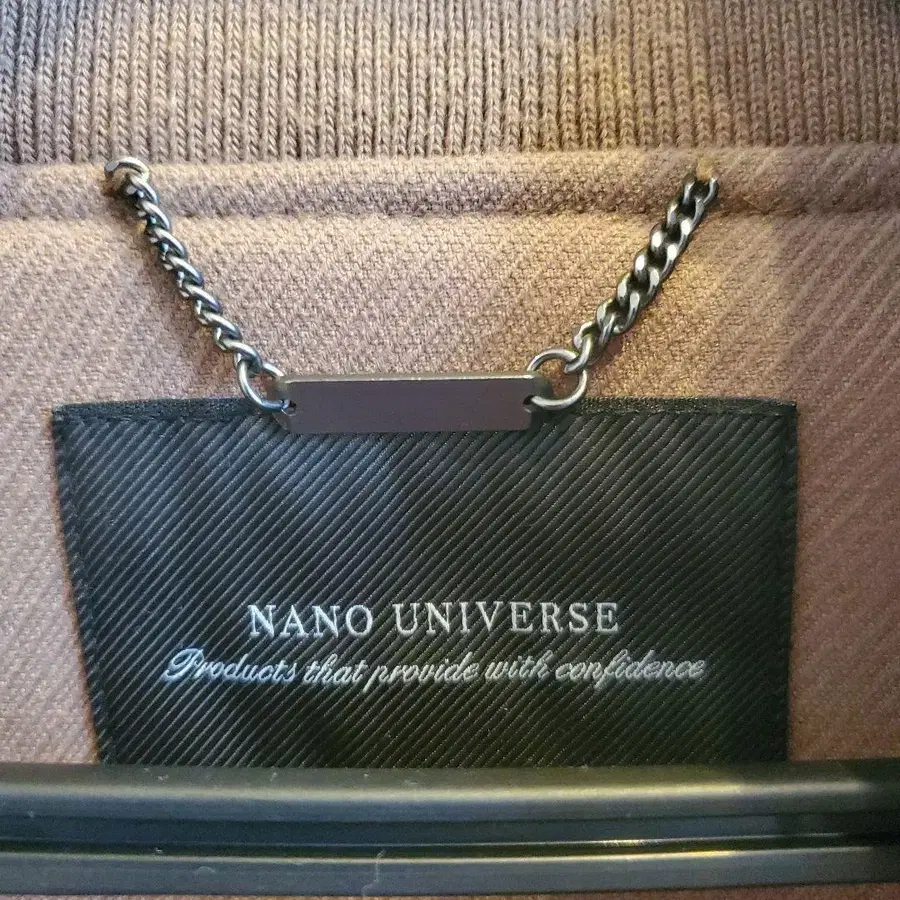 NANO UNIVERSE
Products that provide with confidence